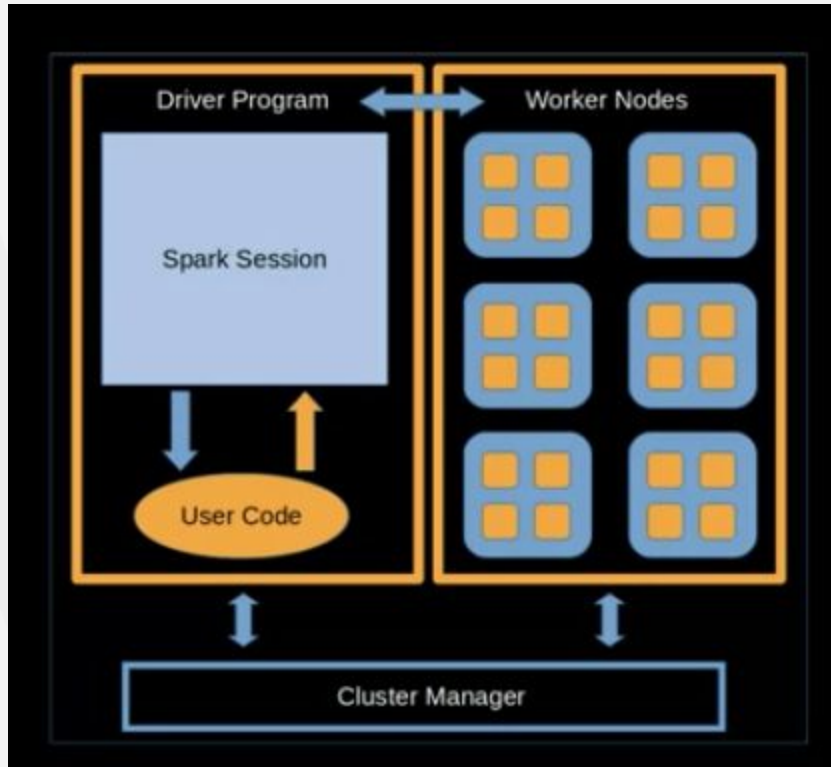 Driver Program
Worker Nodes
Spark Session
User Code
Cluster Manager